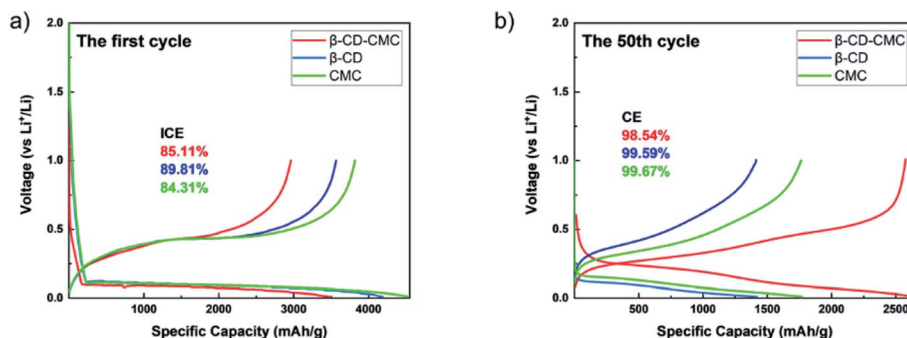 a)
The first cycle
β-CD-CMC
β-CD
CMC
ICE
85.11%
89.81%
84.31%
2.0
1.5
1.0
0.5
0.0
Voltage (vs Li⁺/Li)
1000 2000 3000 4000
Specific Capacity (mAh/g)
b)
The 50th cycle
β-CD-CMC
β-CD
CMC
CE
98.54%
99.59%
99.67%
2.0
1.5
1.0
0.5
0.0
Voltage (vs Li⁺/Li)
0 500 1000 1500 2000 2500
Specific Capacity (mAh/g)